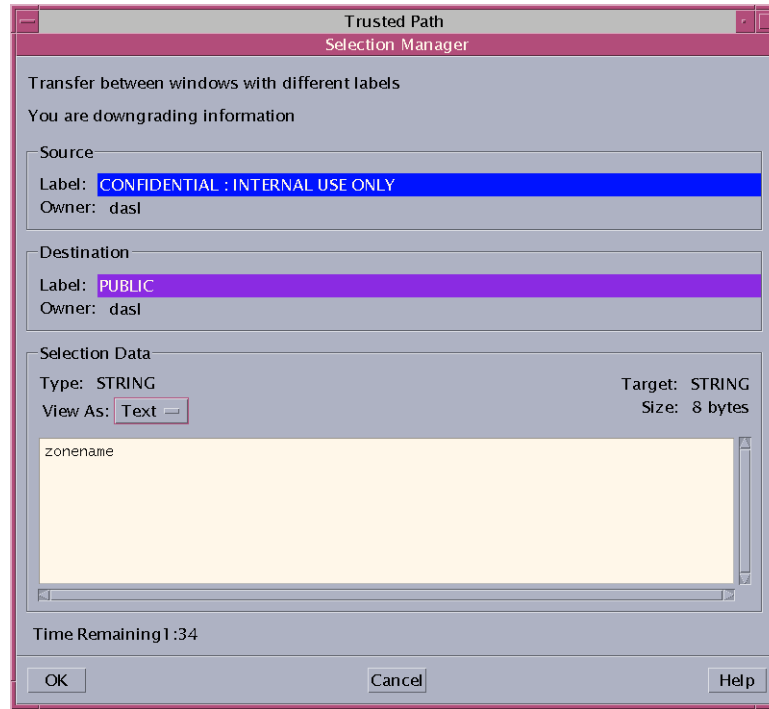 Trusted Path
Selection Manager
Transfer between windows with different labels
You are downgrading information
Source
Label: CONFIDENTIAL : INTERNAL USE ONLY
Owner: dasl
Destination
Label: PUBLIC
Owner: dasl
Selection Data
Type: STRING Target: STRING
View As: Text Size: 8 bytes
zonename
Time Remaining1:34
OK Cancel Help